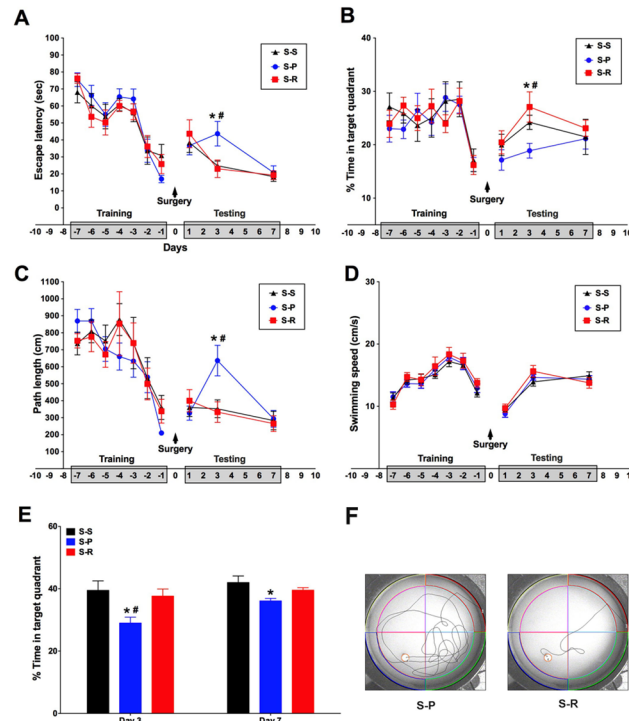 A
Escape latency (sec)
100
90
80
70
60
50
40
30
20
10
0
S-S
S-P
S-R
* #
Surgery
Training
Testing
-10 -9 -8 -7 -6 -5 -4 -3 -2 -1 0 1 2 3 4 5 6 7 8 9 10
Days
B
% Time in target quadrant
40
30
20
10
S-S
S-P
S-R
* #
Surgery
Training
Testing
-10 -9 -8 -7 -6 -5 -4 -3 -2 -1 0 1 2 3 4 5 6 7 8 9 10
C
Path length (cm)
1100
1000
900
800
700
600
500
400
300
200
100
0
S-S
S-P
S-R
* #
Surgery
Training
Testing
-10 -9 -8 -7 -6 -5 -4 -3 -2 -1 0 1 2 3 4 5 6 7 8 9 10
D
Swimming speed (cm/s)
30
20
10
S-S
S-P
S-R
Surgery
Training
Testing
-10 -9 -8 -7 -6 -5 -4 -3 -2 -1 0 1 2 3 4 5 6 7 8 9 10
E
% Time in target quadrant
60
40
20
0
S-S
S-P
S-R
* #
*
Day 3
Day 7
F
S-P
S-R